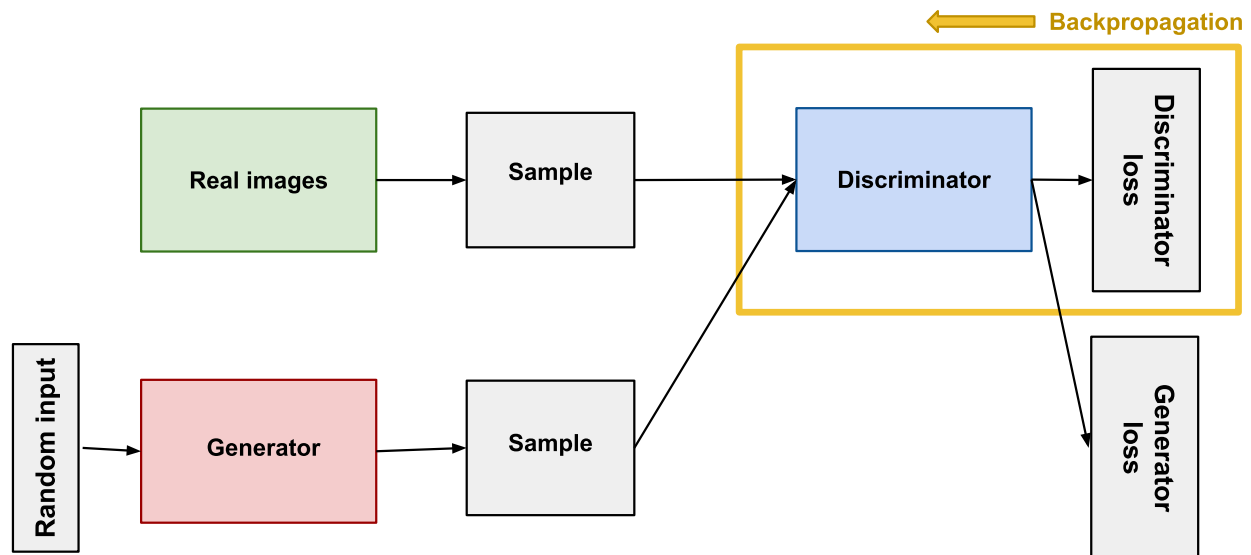 Backpropagation
Real images
Sample
Discriminator
Discriminator
loss
Random input
Generator
Sample
Generator
loss